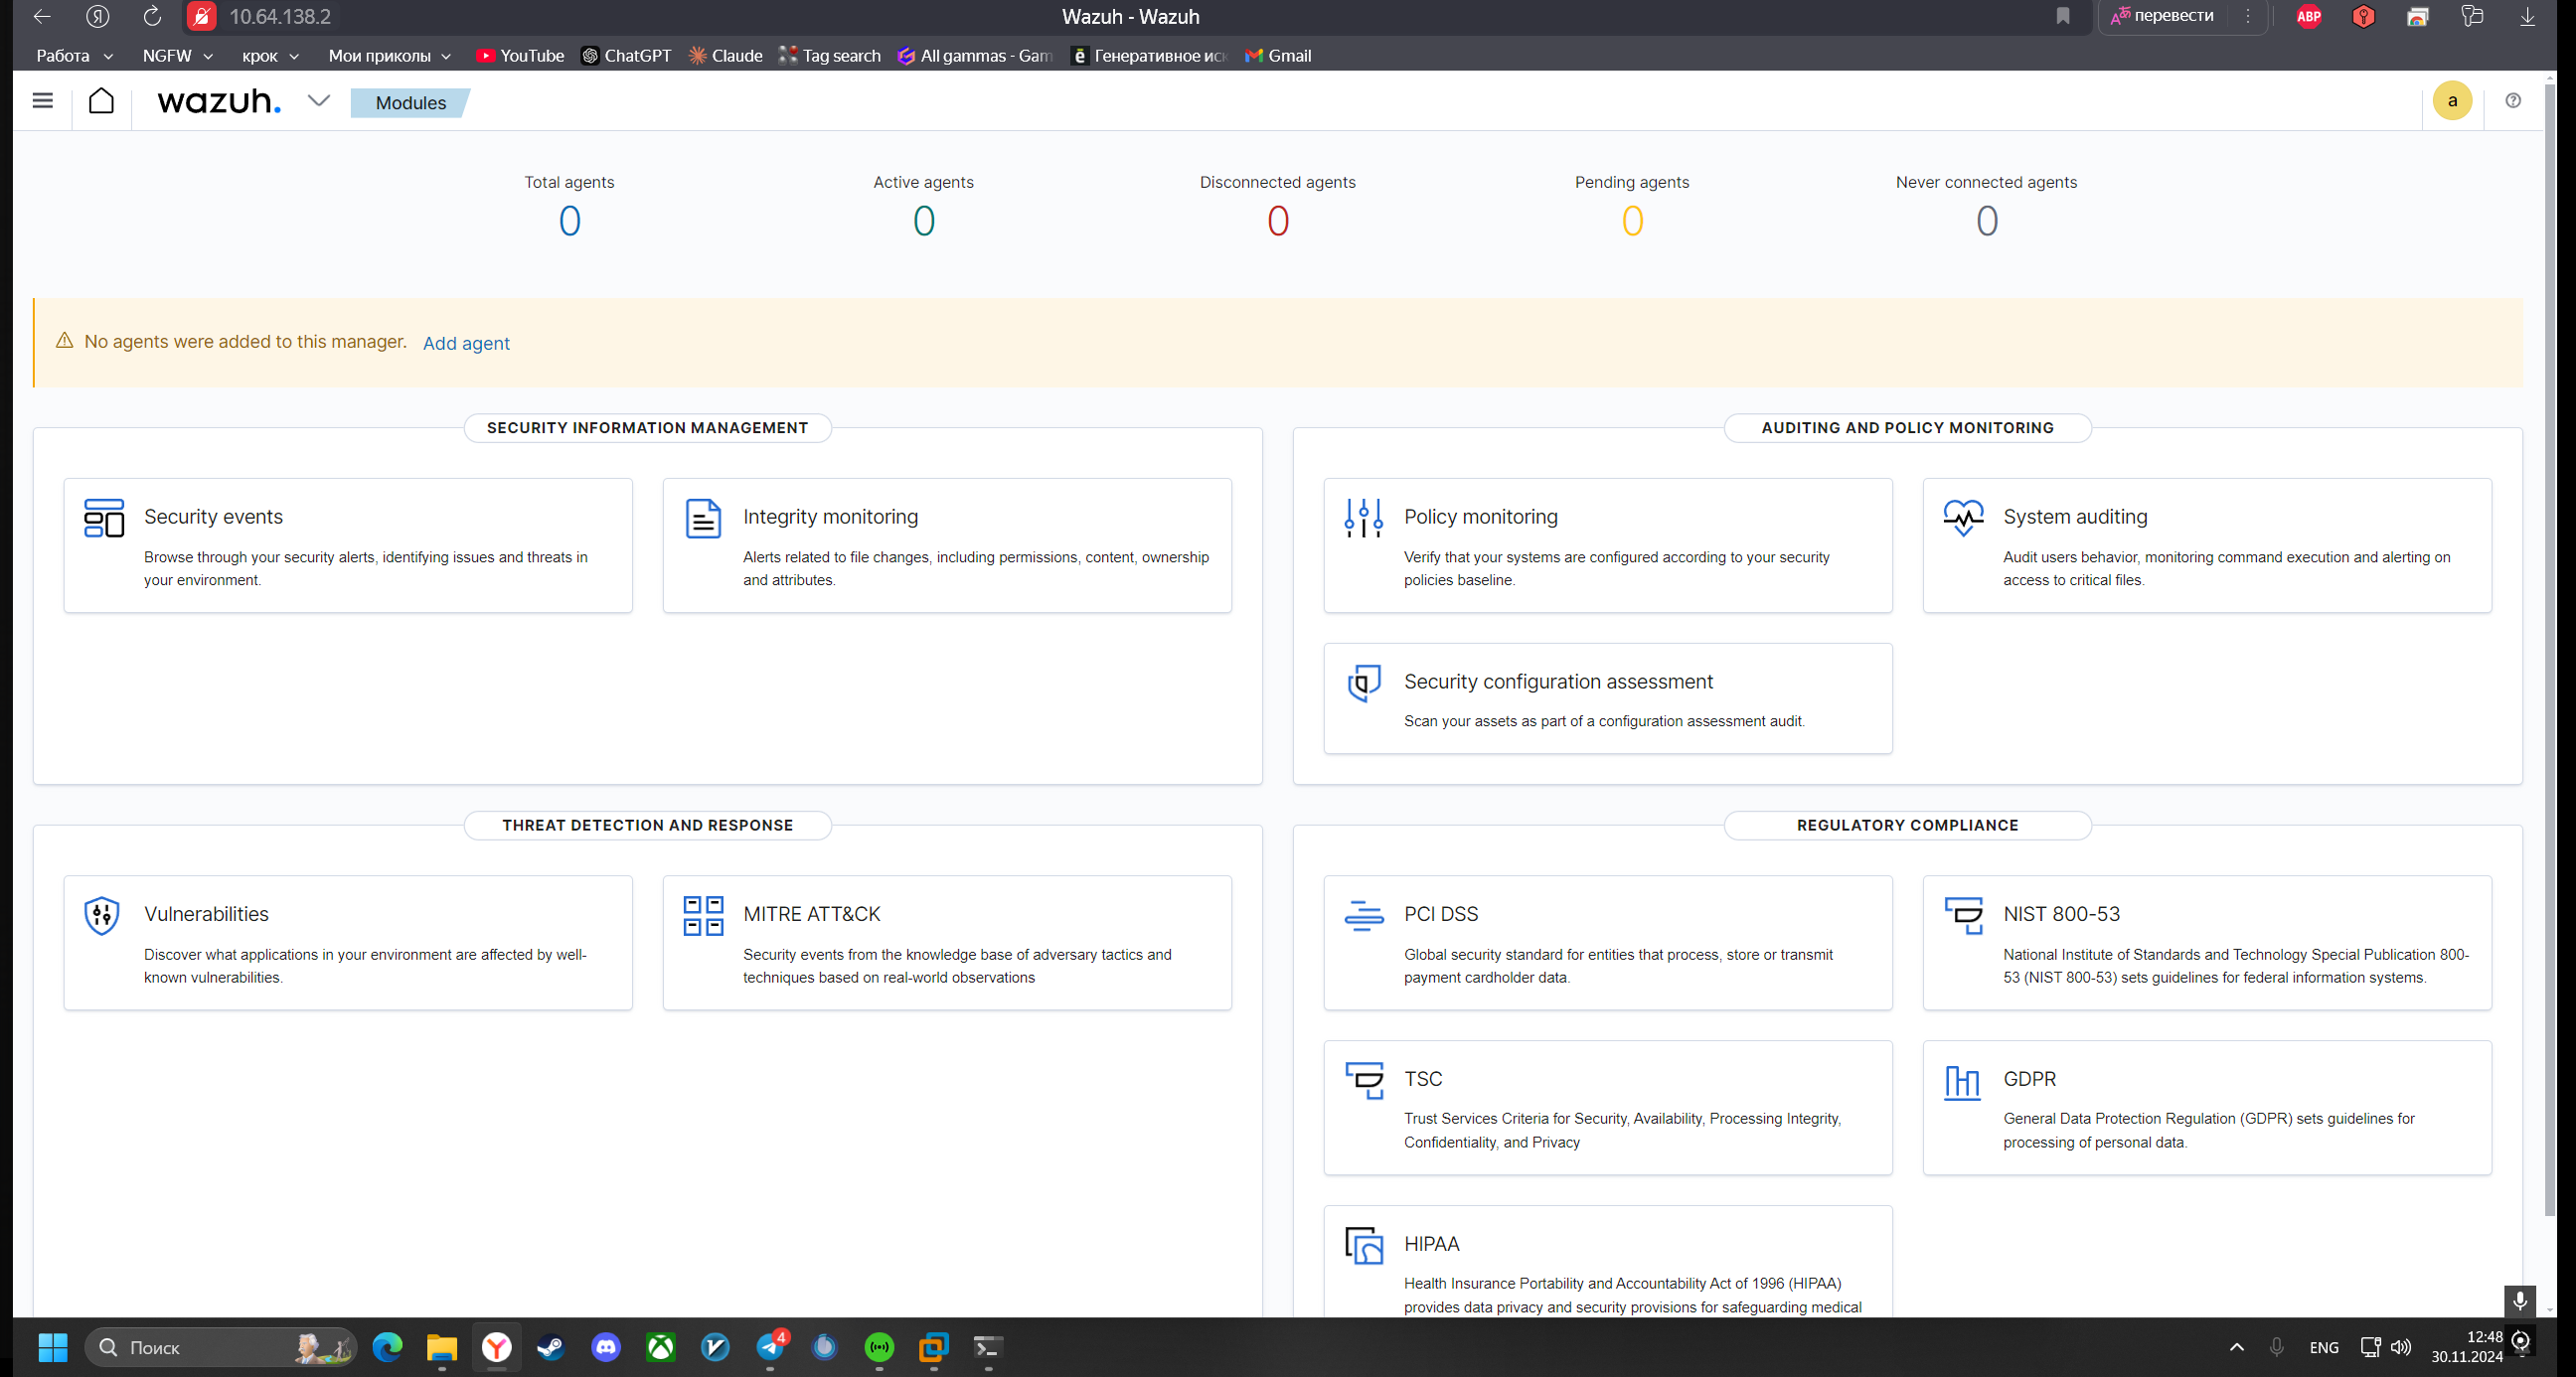 10.64.138.2
Wazuh - Wazuh
перевести
ABP
Работа
NGFW
крок
Мои приколы
YouTube
ChatGPT
Claude
Tag search
All gammas - Gam
Генеративное иск
Gmail
wazuh.
Modules
a
Total agents
0
Active agents
0
Disconnected agents
0
Pending agents
0
Never connected agents
0
No agents were added to this manager. Add agent
SECURITY INFORMATION MANAGEMENT
Security events
Browse through your security alerts, identifying issues and threats in
your environment.
Integrity monitoring
Alerts related to file changes, including permissions, content, ownership
and attributes.
AUDITING AND POLICY MONITORING
Policy monitoring
Verify that your systems are configured according to your security
policies baseline.
System auditing
Audit users behavior, monitoring command execution and alerting on
access to critical files.
Security configuration assessment
Scan your assets as part of a configuration assessment audit.
THREAT DETECTION AND RESPONSE
Vulnerabilities
Discover what applications in your environment are affected by well-
known vulnerabilities.
MITRE ATT&CK
Security events from the knowledge base of adversary tactics and
techniques based on real-world observations
REGULATORY COMPLIANCE
PCI DSS
Global security standard for entities that process, store or transmit
payment cardholder data.
NIST 800-53
National Institute of Standards and Technology Special Publication 800-
53 (NIST 800-53) sets guidelines for federal information systems.
TSC
Trust Services Criteria for Security, Availability, Processing Integrity,
Confidentiality, and Privacy
GDPR
General Data Protection Regulation (GDPR) sets guidelines for
processing of personal data.
HIPAA
Health Insurance Portability and Accountability Act of 1996 (HIPAA)
provides data privacy and security provisions for safeguarding medical
Поиск
4
ENG
12:48
30.11.2024